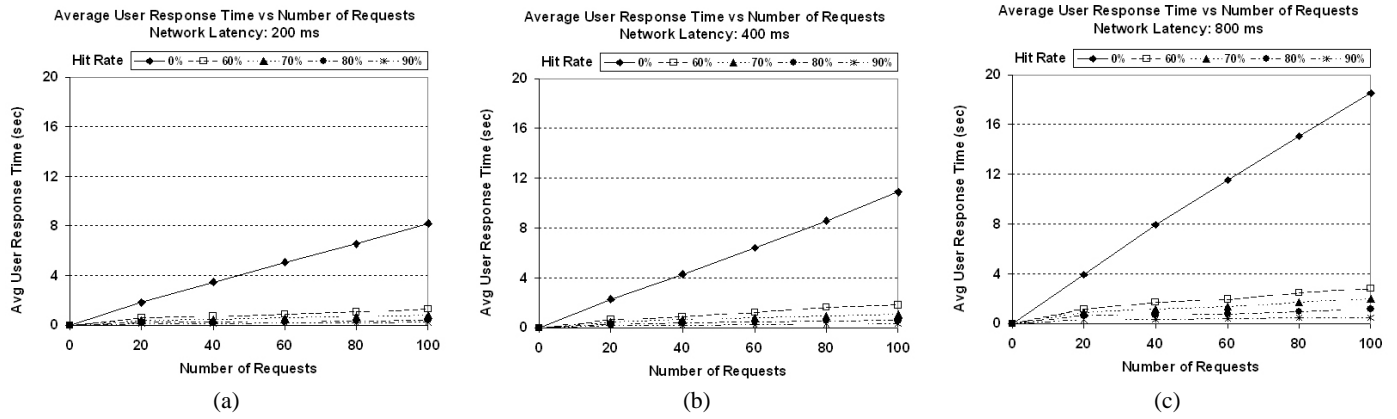 Average User Response Time vs Number of Requests
Network Latency: 200 ms
Hit Rate 0% 60% 70% 80% 90%
20
16
12
8
4
0
Avg User Response Time (sec)
0 20 40 60 80 100
Number of Requests
(a)
Average User Response Time vs Number of Requests
Network Latency: 400 ms
Hit Rate 0% 60% 70% 80% 90%
20
16
12
8
4
0
Avg User Response Time (sec)
0 20 40 60 80 100
Number of Requests
(b)
Average User Response Time vs Number of Requests
Network Latency: 800 ms
Hit Rate 0% 60% 70% 80% 90%
20
16
12
8
4
0
Avg User Response Time (sec)
0 20 40 60 80 100
Number of Requests
(c)